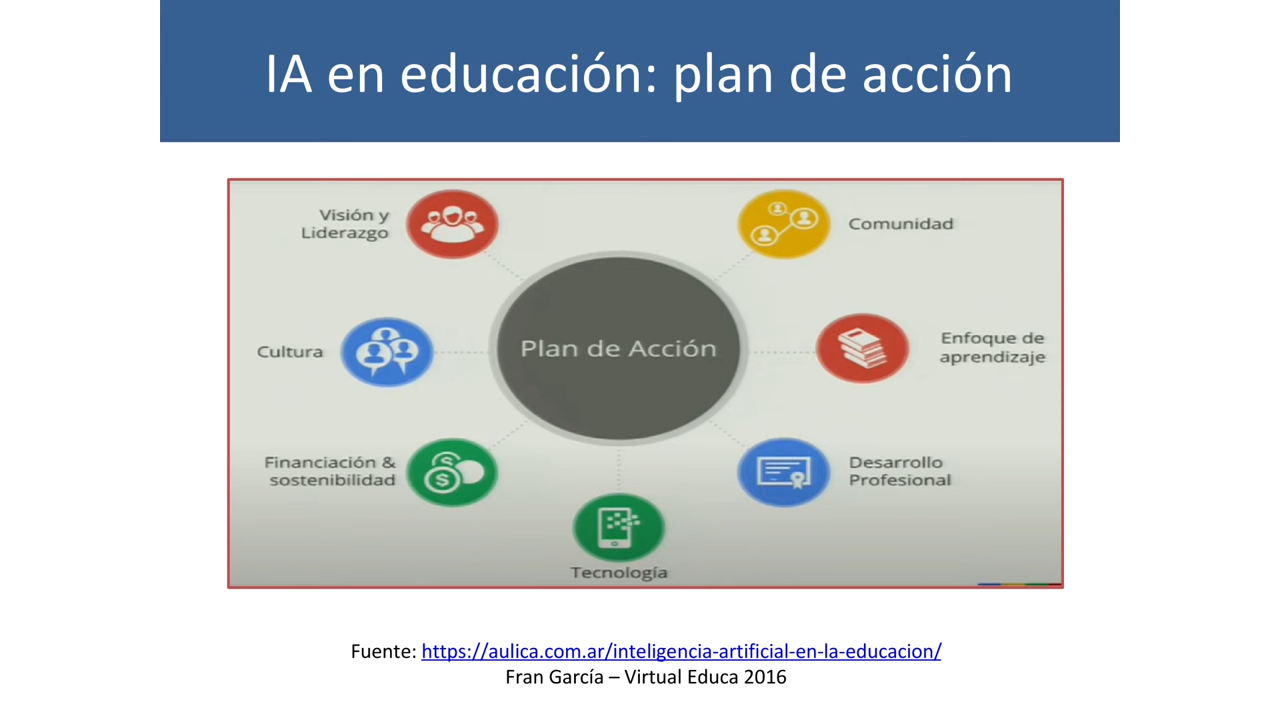 IA en educación: plan de acción
Visión y
Liderazgo
Comunidad
Cultura
Plan de Acción
Enfoque de
aprendizaje
Financiación &
sostenibilidad
Desarrollo
Profesional
Tecnología
Fuente: https://aulica.com.ar/inteligencia-artificial-en-la-educacion/
Fran García – Virtual Educa 2016